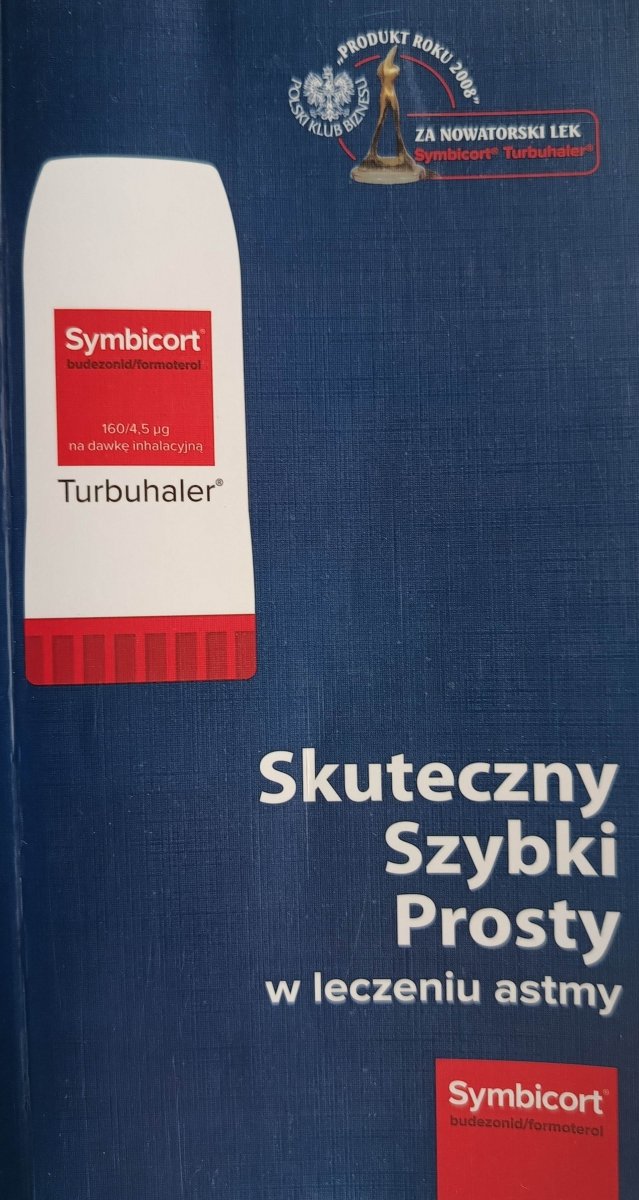 „PRODUKT ROKU 2008”
POLSKI KLUB BIZNESU
ZA NOWATORSKI LEK
Symbicort® Turbuhaler®
Symbicort®
budezonid/formoterol
160/4,5 µg
na dawkę inhalacyjną
Turbuhaler®
Skuteczny
Szybki
Prosty
w leczeniu astmy
Symbicort®
budezonid/formoterol